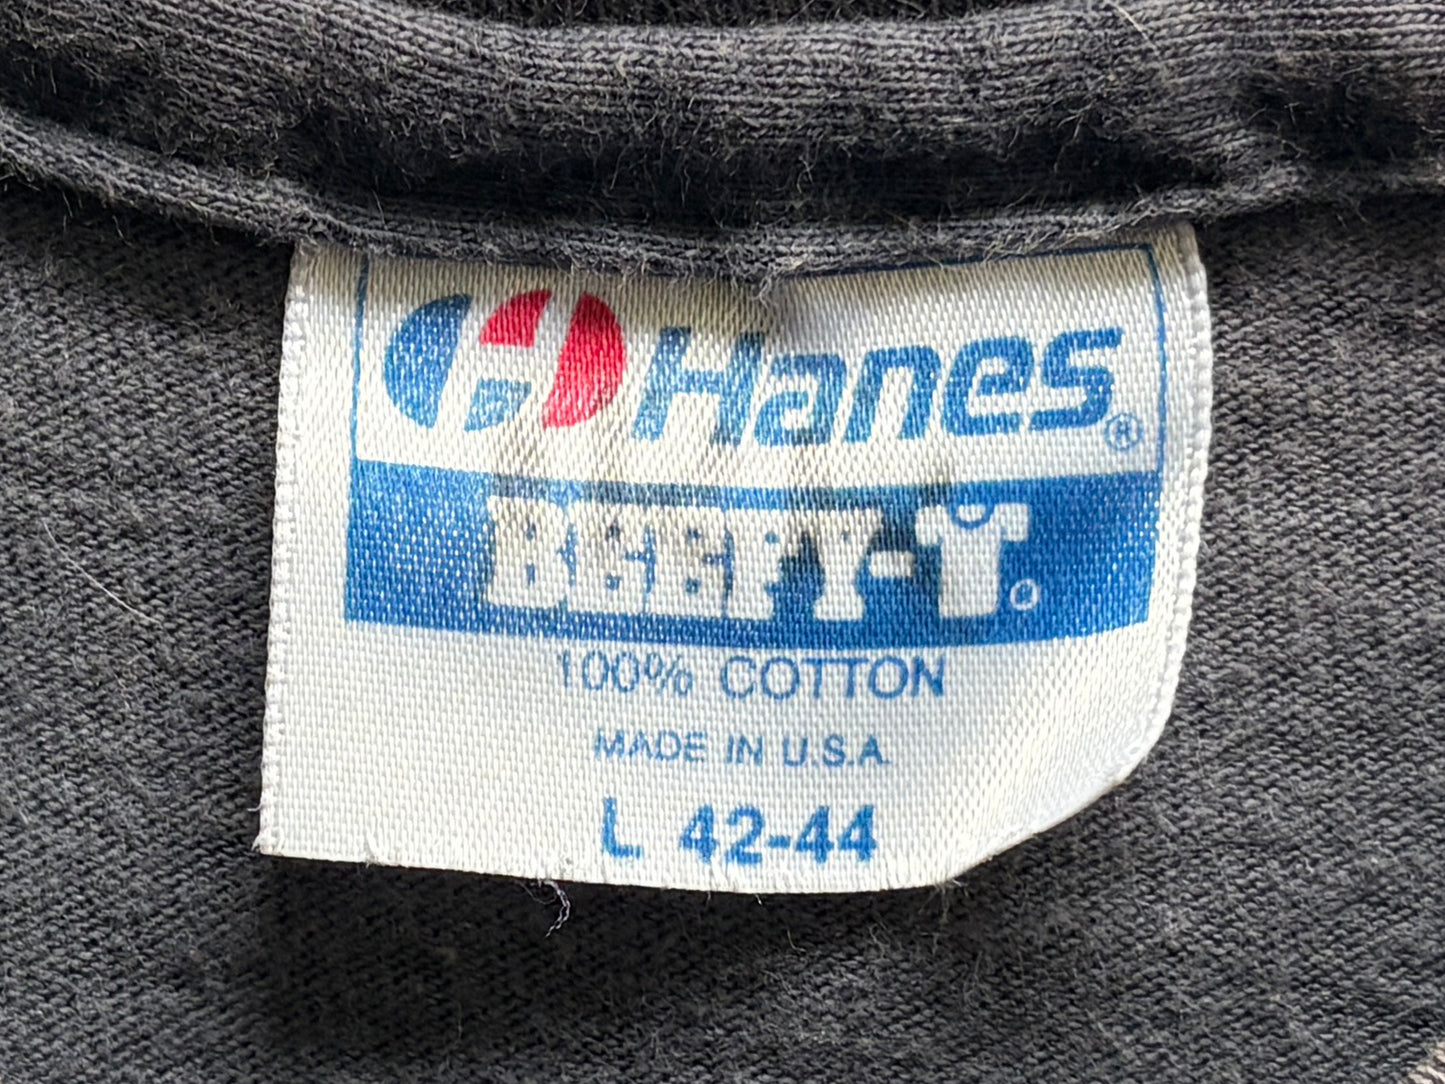 Hanes®
BEEFY-T®
100% COTTON
MADE IN U.S.A.
L 42-44